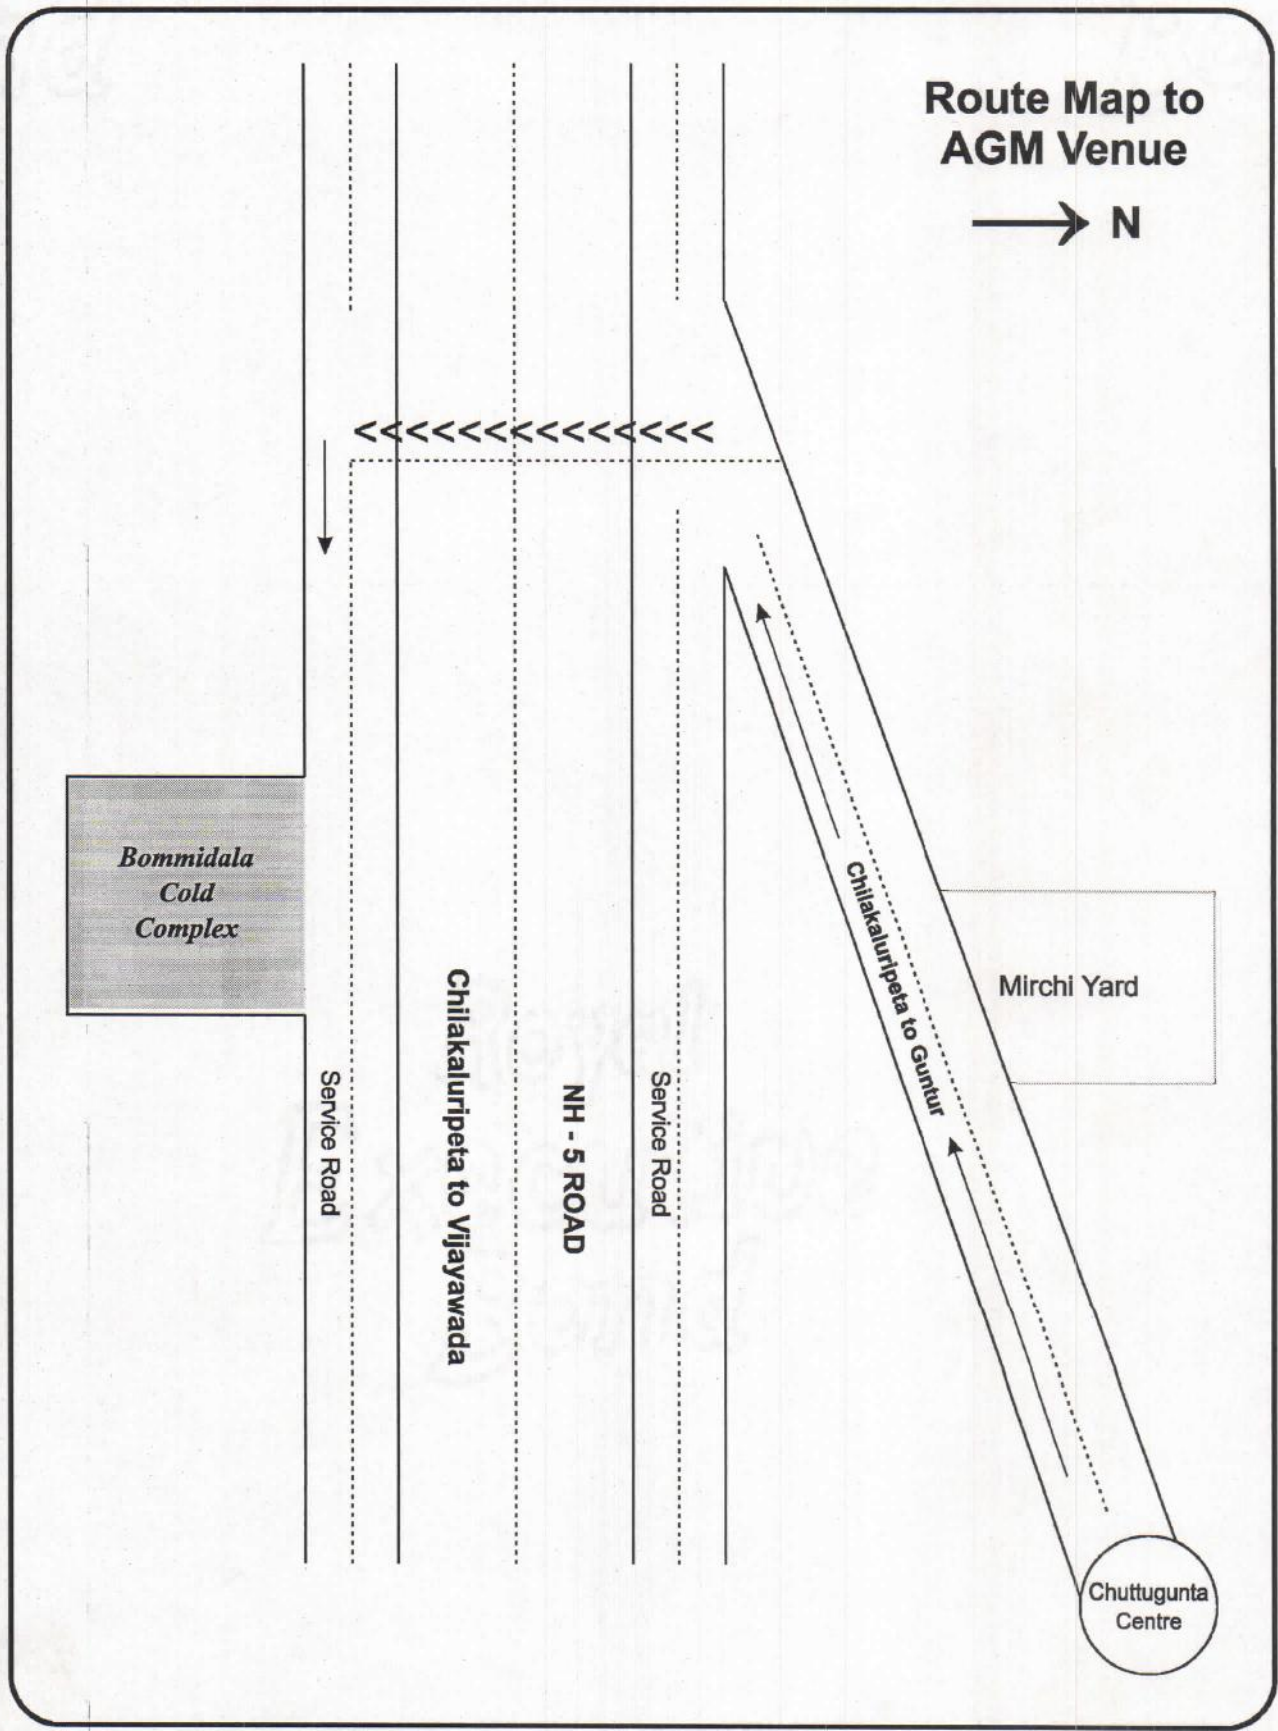 Route Map to
AGM Venue
N
<<<<<<<<<<<<<<
Bommidala
Cold
Complex
Service Road
Chilakaluripeta to Vijayawada
NH - 5 ROAD
Service Road
Chilakaluripeta to Guntur
Mirchi Yard
Chuttugunta
Centre